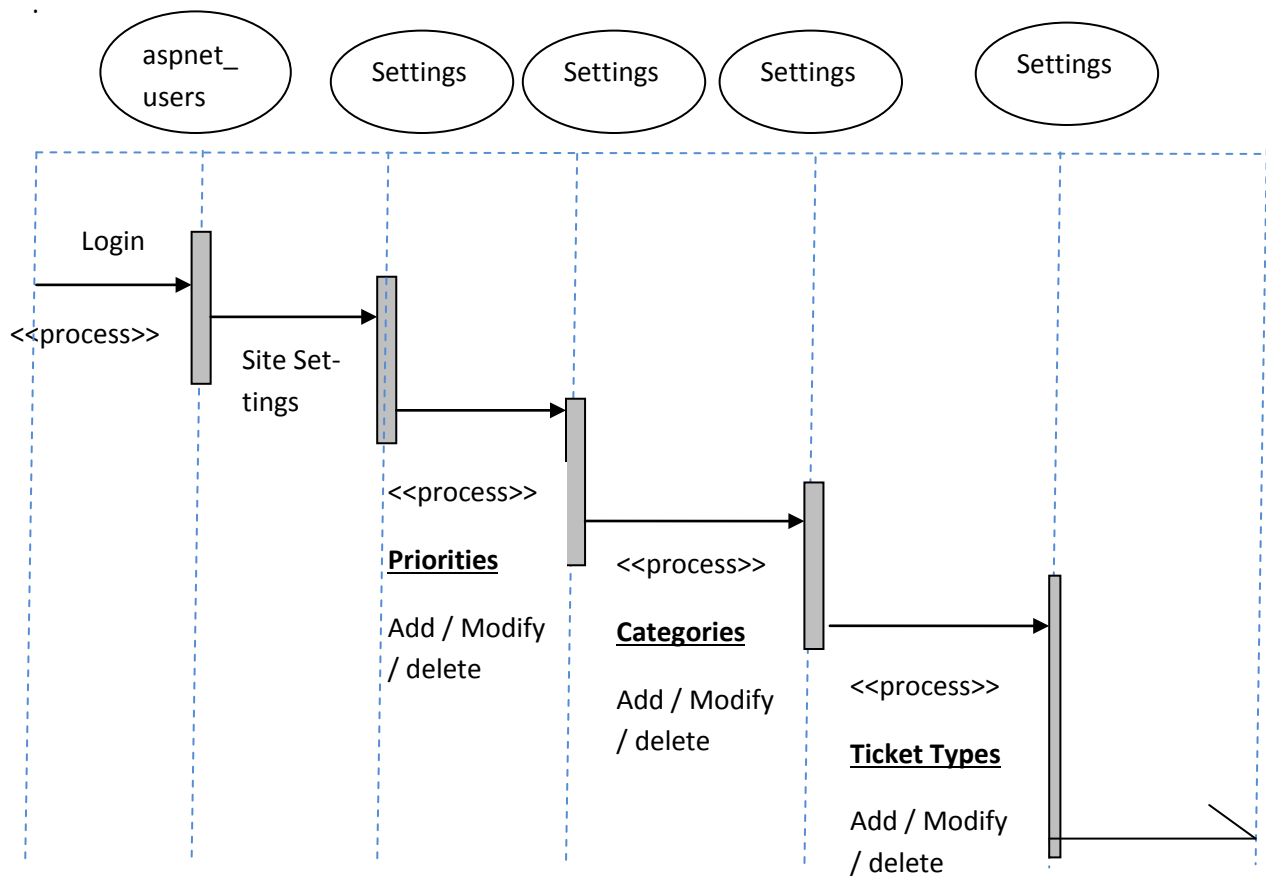 .
aspnet_
users
Settings
Settings
Settings
Settings
Login
<<process>>
Site Set-
tings
<<process>>
Priorities
Add / Modify
/ delete
<<process>>
Categories
Add / Modify
/ delete
<<process>>
Ticket Types
Add / Modify
/ delete